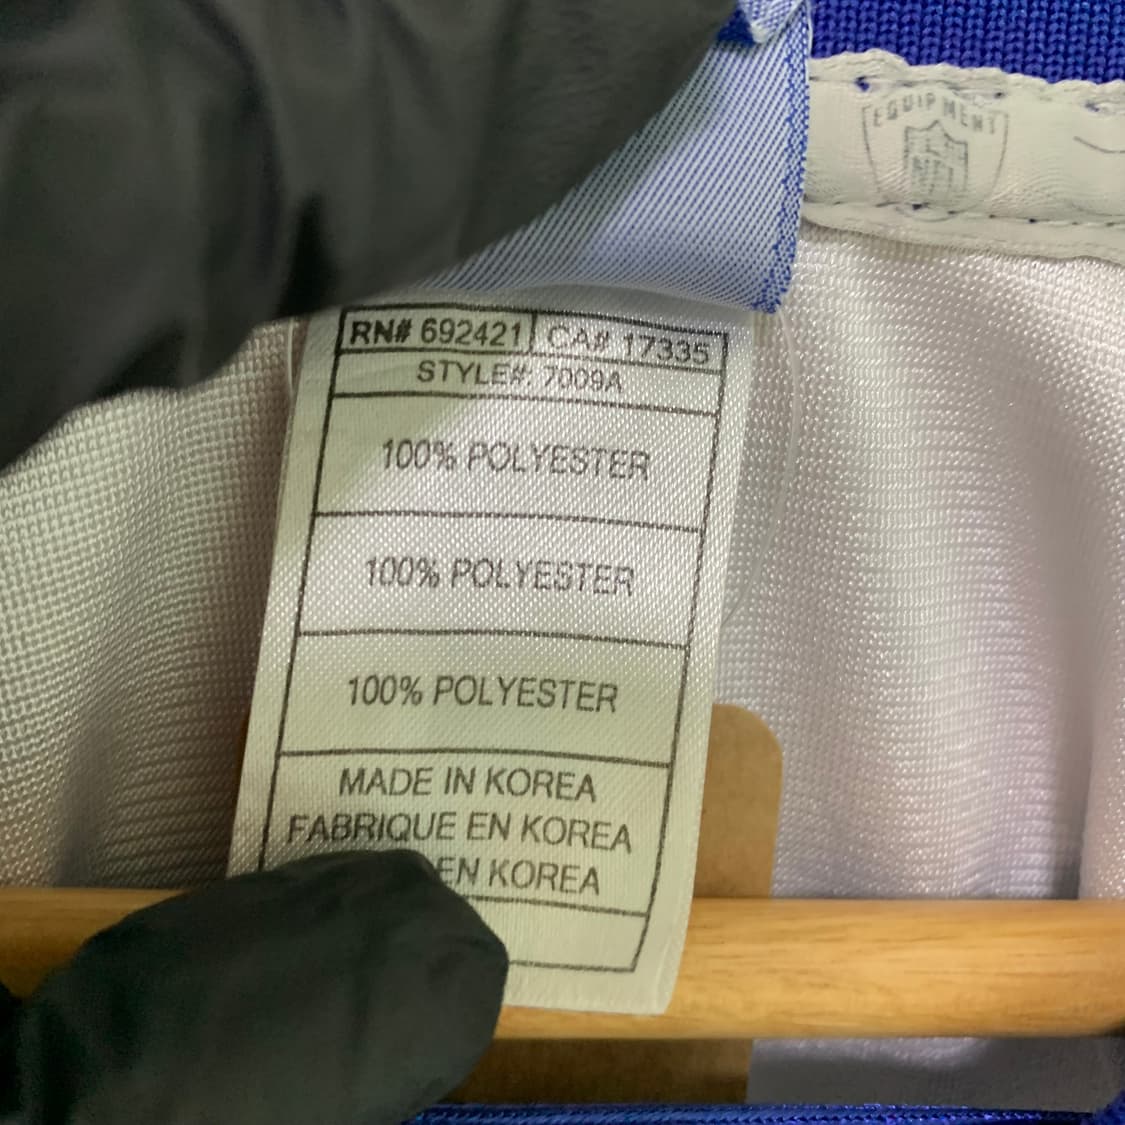 EQUIPMENT
NFL
RN# 692421 CA# 17335
STYLE#: 7009A
100% POLYESTER
100% POLYESTER
100% POLYESTER
MADE IN KOREA
FABRIQUE EN KOREA
EN KOREA